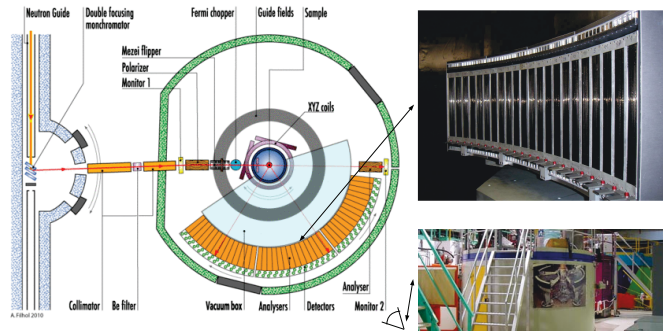 Neutron Guide
Double focusing
monchromator
Fermi chopper
Guide fields
Sample
Mezei flipper
Polarizer
Monitor 1
XYZ coils
Collimator
Be filter
Vacuum box
Analysers
Detectors
Analyser
Monitor 2
A. Filhol 2010